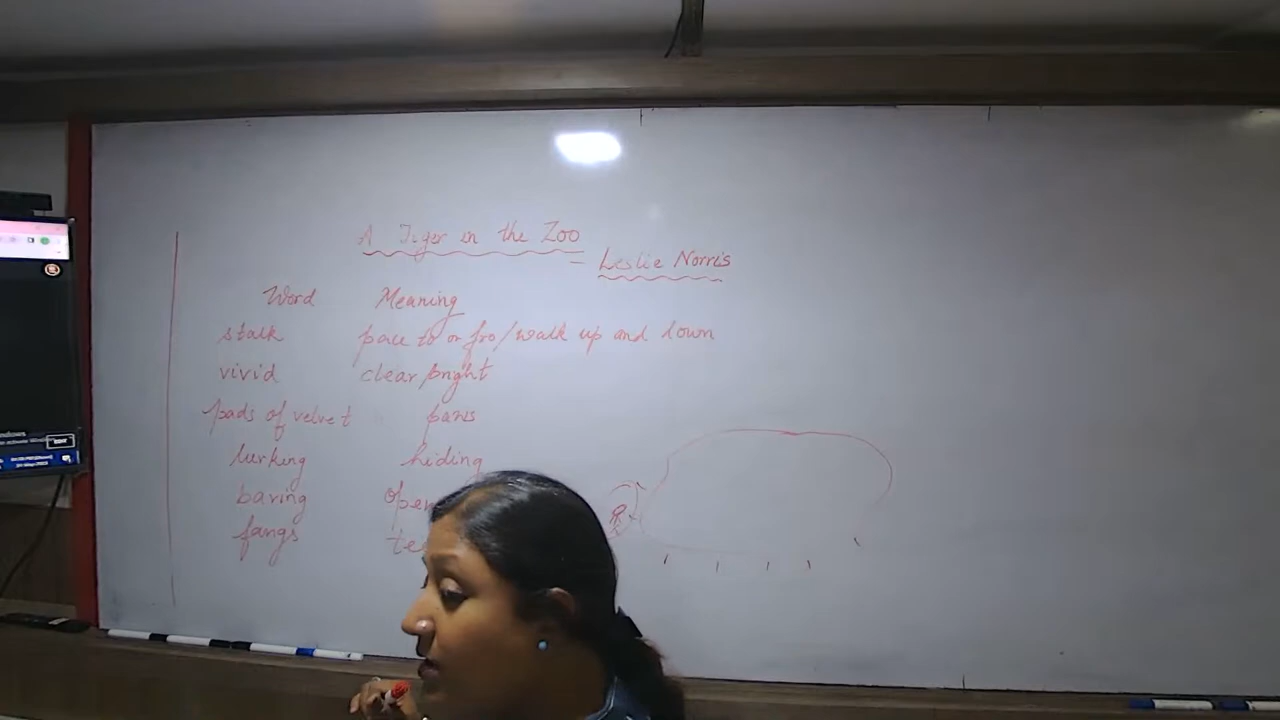 A Tiger in the Zoo
- Leslie Norris
Word Meaning
stalk pace to or fro/walk up and down
vivid clear/bright
pads of velvet paws
lurking hiding
baring open
fangs te